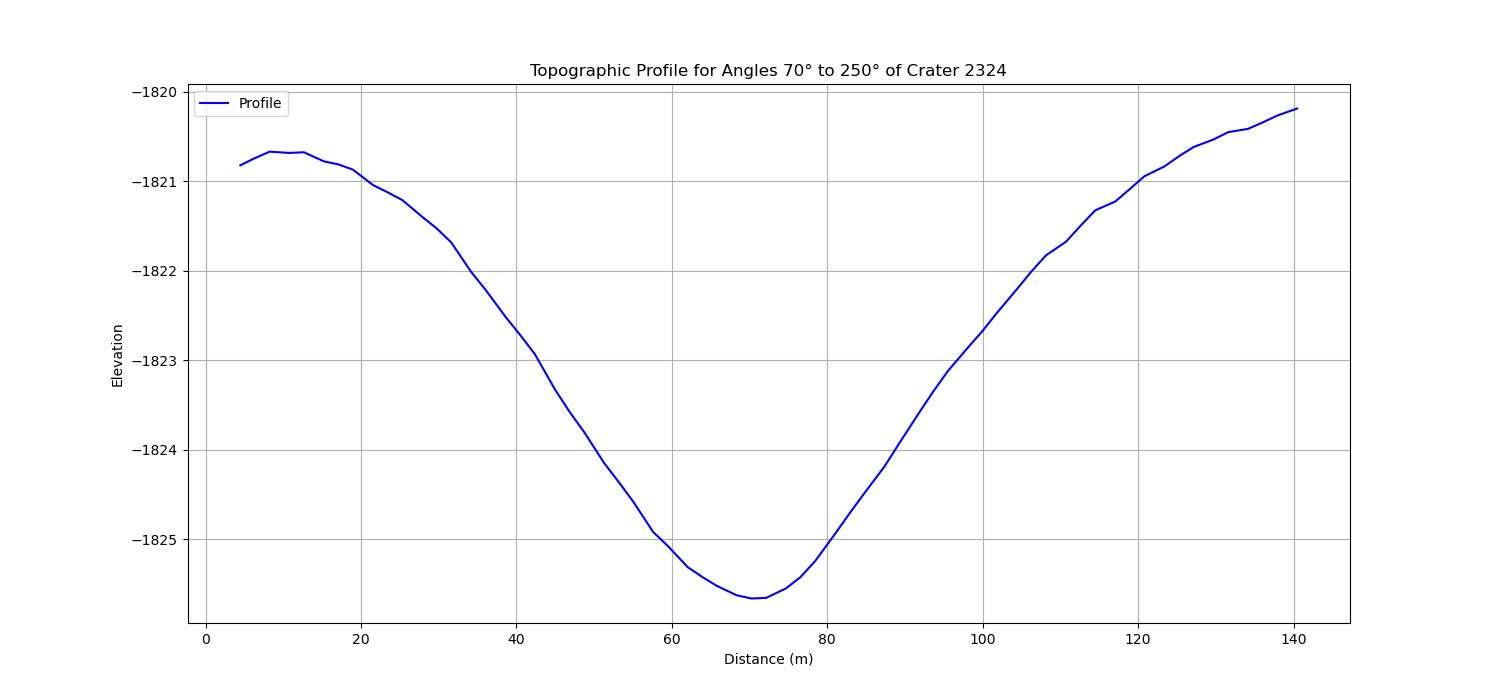 Topographic Profile for Angles 70° to 250° of Crater 2324
Profile
−1820
−1821
−1822
−1823
−1824
−1825
Elevation
0 20 40 60 80 100 120 140
Distance (m)